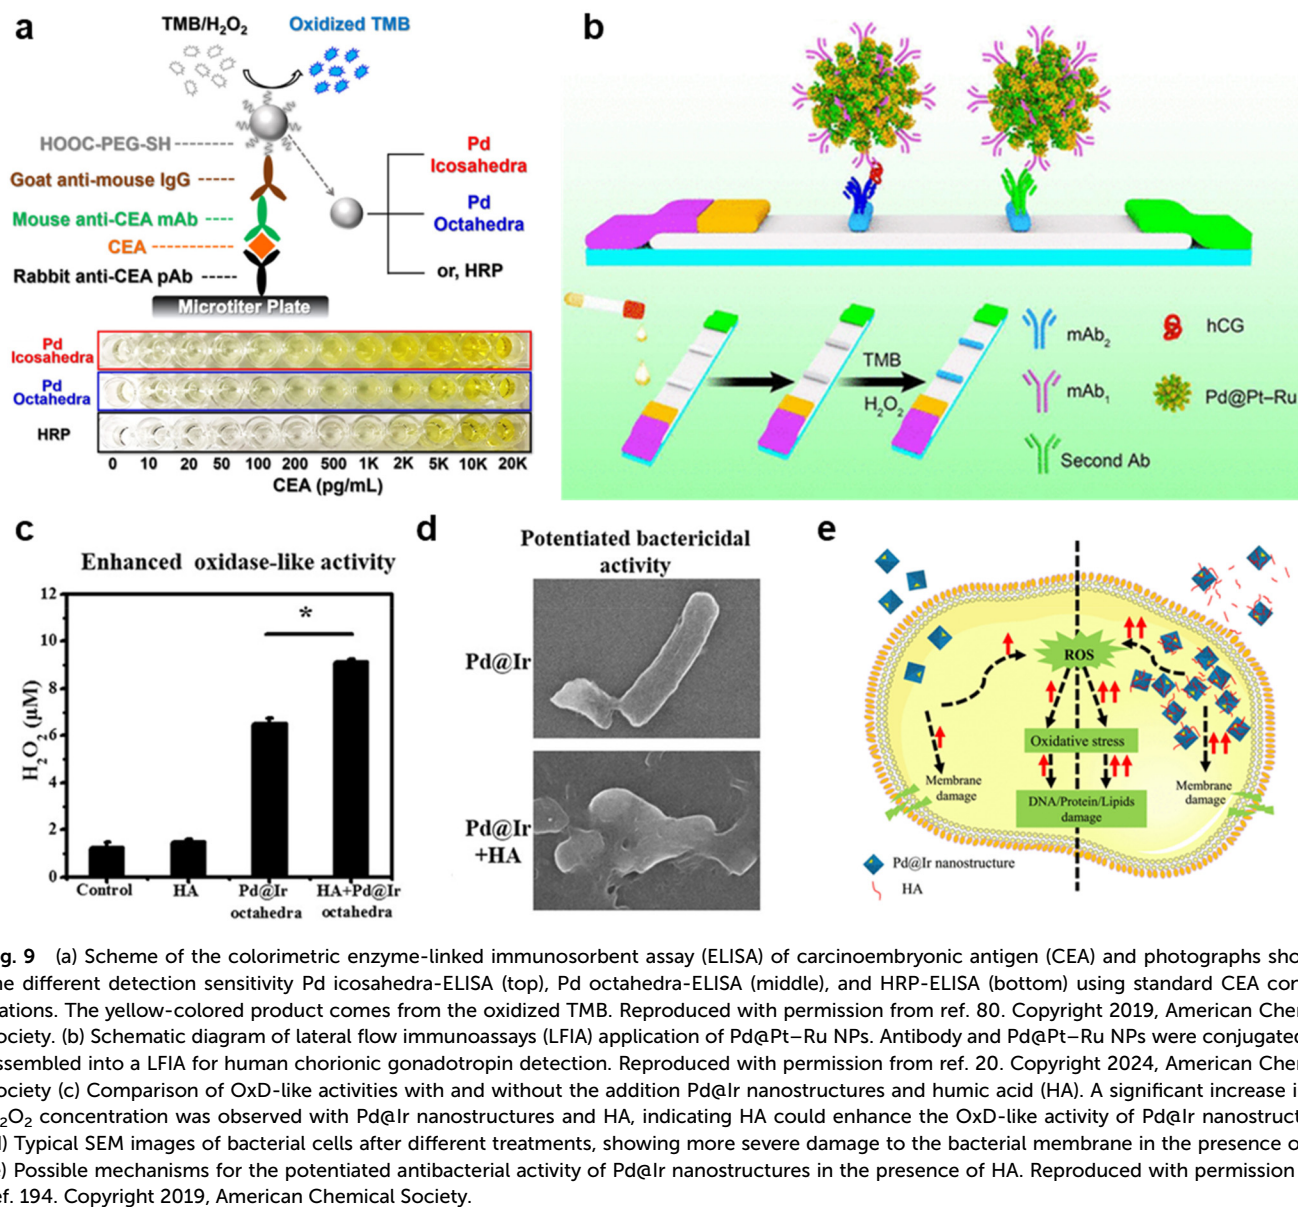 a
TMB/H₂O₂ Oxidized TMB
HOOC-PEG-SH
Goat anti-mouse IgG
Mouse anti-CEA mAb
CEA
Rabbit anti-CEA pAb
Microtiter Plate
Pd
Icosahedra
Pd
Octahedra
or, HRP
Pd
Icosahedra
Pd
Octahedra
HRP
0 10 20 50 100 200 500 1K 2K 5K 10K 20K
CEA (pg/mL)
b
TMB
H₂O₂
mAb₂
mAb₁
Second Ab
hCG
Pd@Pt–Ru
c
Enhanced oxidase-like activity
H₂O₂ (µM)
12
10
8
6
4
2
0
*
Control HA Pd@Ir octahedra HA+Pd@Ir octahedra
d
Potentiated bactericidal
activity
Pd@Ir
Pd@Ir
+HA
e
ROS
Oxidative stress
Membrane
damage
Membrane
damage
DNA/Protein/Lipids
damage
Pd@Ir nanostructure
HA
g. 9 (a) Scheme of the colorimetric enzyme-linked immunosorbent assay (ELISA) of carcinoembryonic antigen (CEA) and photographs sho
e different detection sensitivity Pd icosahedra-ELISA (top), Pd octahedra-ELISA (middle), and HRP-ELISA (bottom) using standard CEA con
ations. The yellow-colored product comes from the oxidized TMB. Reproduced with permission from ref. 80. Copyright 2019, American Cher
ociety. (b) Schematic diagram of lateral flow immunoassays (LFIA) application of Pd@Pt–Ru NPs. Antibody and Pd@Pt–Ru NPs were conjugated
ssembled into a LFIA for human chorionic gonadotropin detection. Reproduced with permission from ref. 20. Copyright 2024, American Cher
ociety (c) Comparison of OxD-like activities with and without the addition Pd@Ir nanostructures and humic acid (HA). A significant increase i
₂O₂ concentration was observed with Pd@Ir nanostructures and HA, indicating HA could enhance the OxD-like activity of Pd@Ir nanostruct
) Typical SEM images of bacterial cells after different treatments, showing more severe damage to the bacterial membrane in the presence o
) Possible mechanisms for the potentiated antibacterial activity of Pd@Ir nanostructures in the presence of HA. Reproduced with permission
ef. 194. Copyright 2019, American Chemical Society.